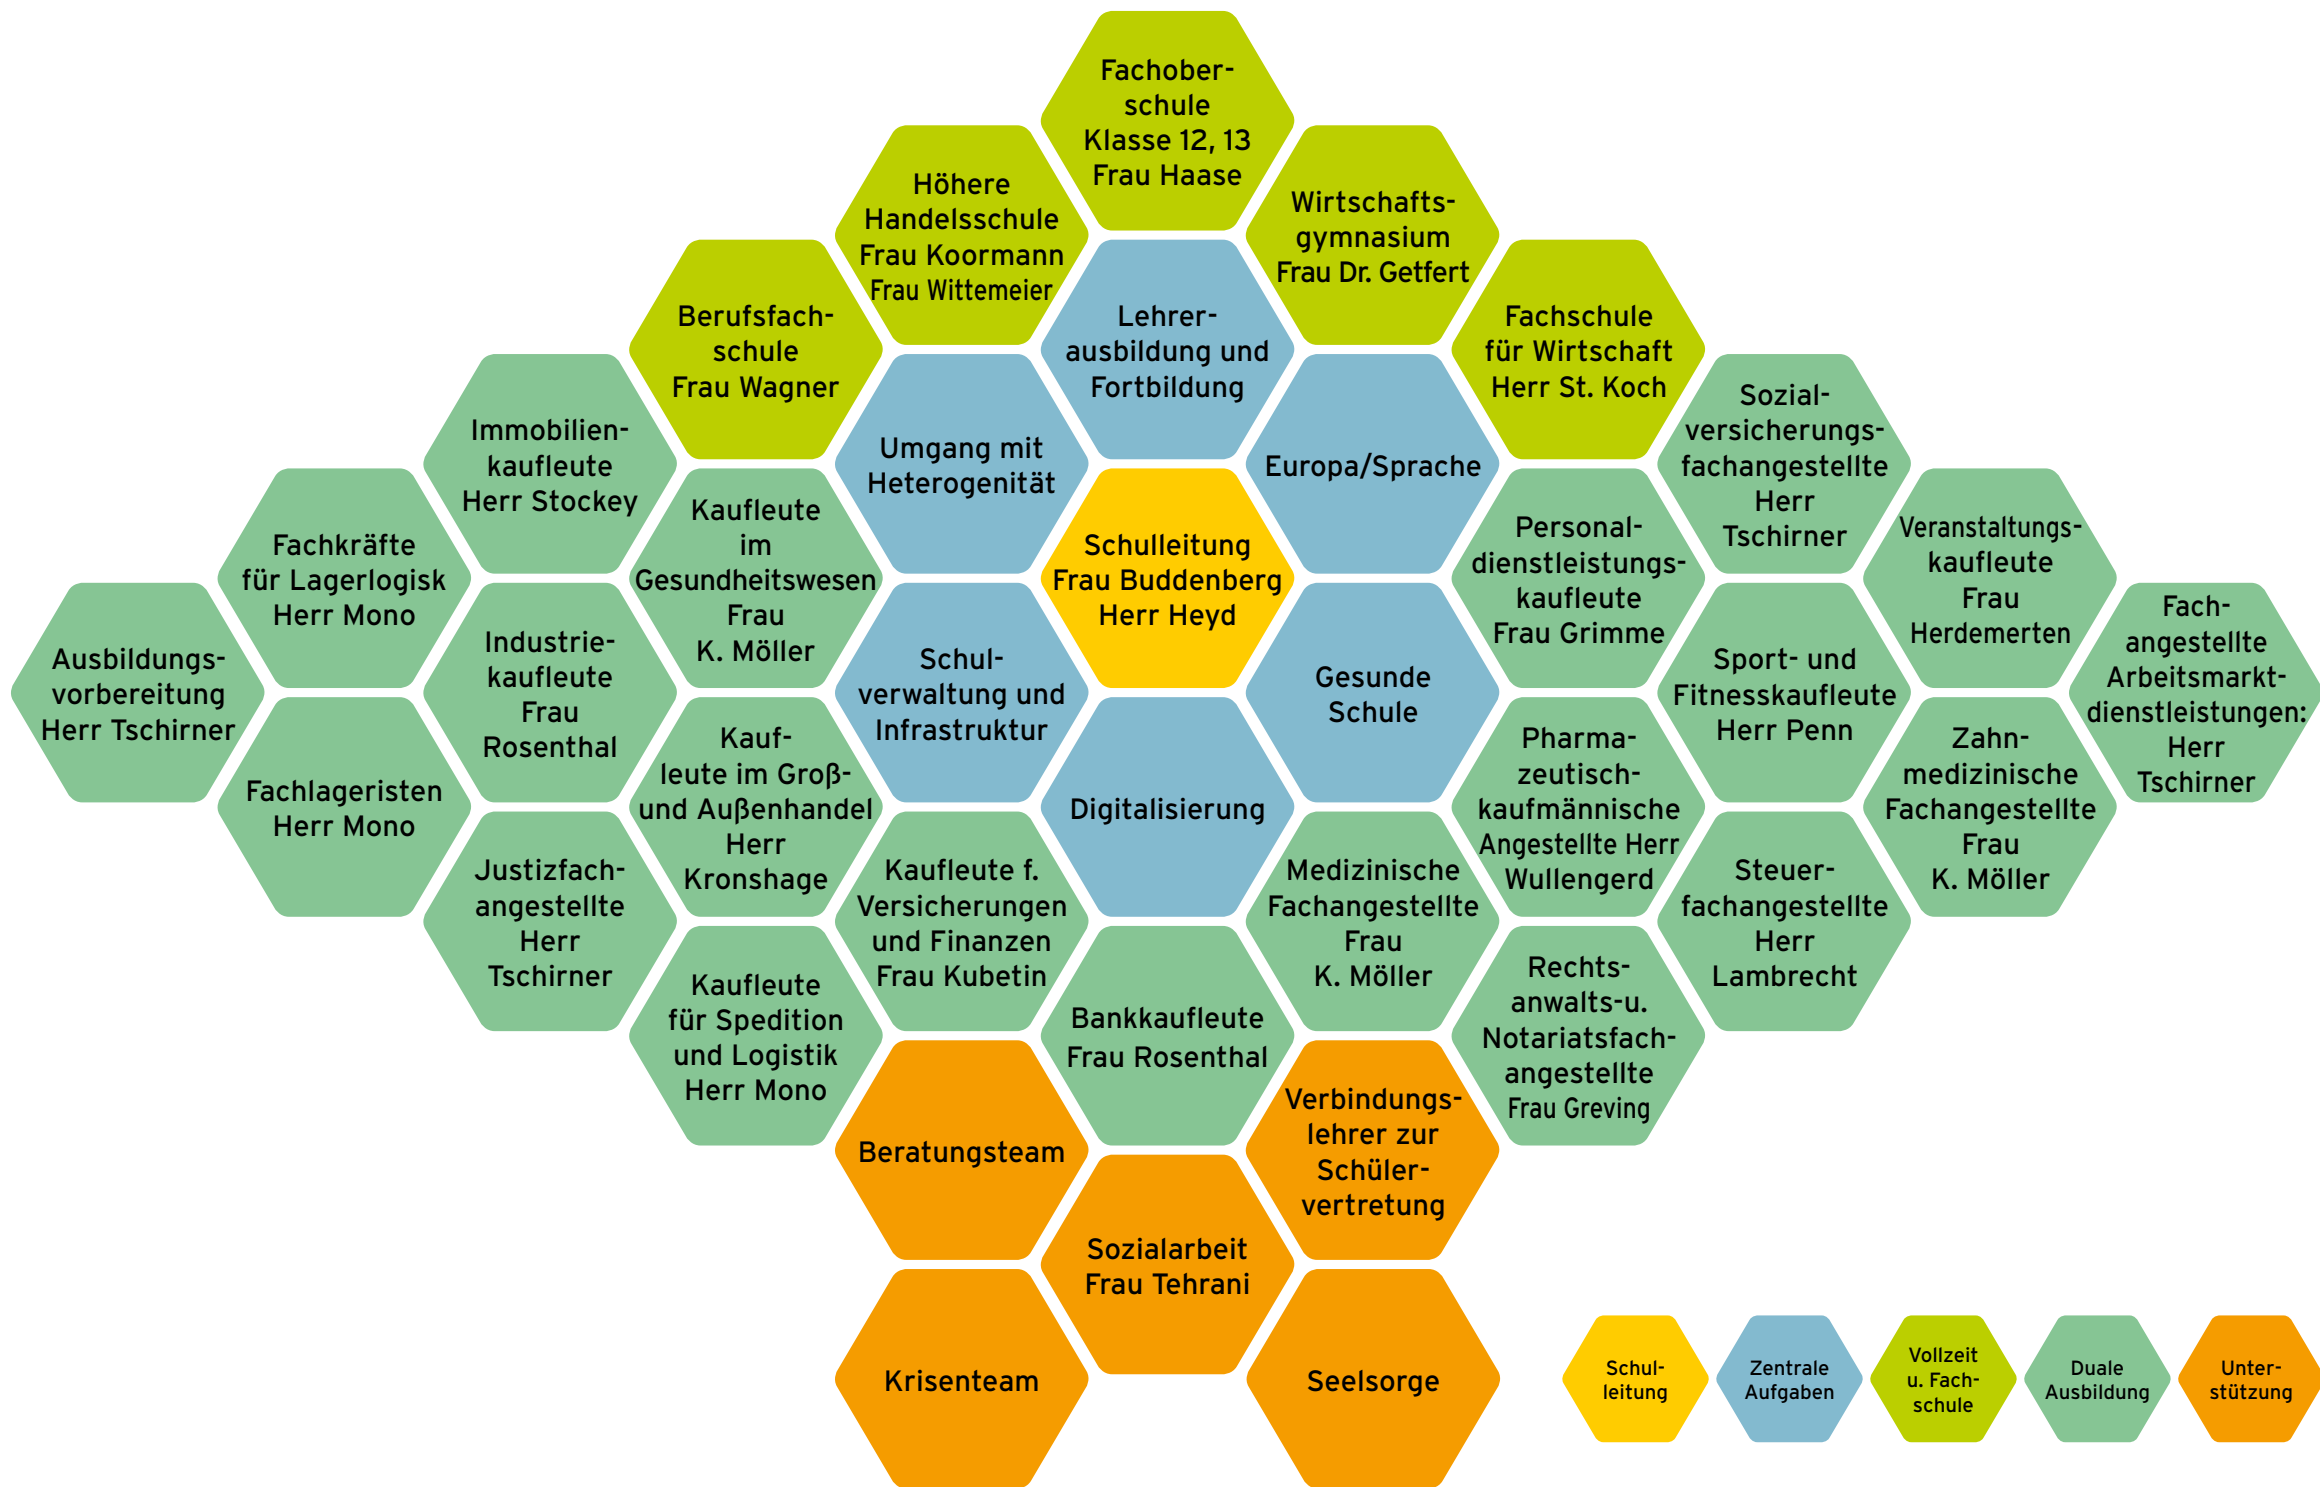 Fachober-
schule
Klasse 12, 13
Frau Haase
Höhere
Handelsschule
Frau Koormann
Frau Wittemeier
Wirtschafts-
gymnasium
Frau Dr. Getfert
Berufsfach-
schule
Frau Wagner
Lehrer-
ausbildung und
Fortbildung
Fachschule
für Wirtschaft
Herr St. Koch
Immobilien-
kaufleute
Herr Stockey
Umgang mit
Heterogenität
Europa/Sprache
Sozial-
versicherungs-
fachangestellte
Herr
Tschirner
Fachkräfte
für Lagerlogisk
Herr Mono
Kaufleute
im
Gesundheitswesen
Frau
K. Möller
Schulleitung
Frau Buddenberg
Herr Heyd
Personal-
dienstleistungs-
kaufleute
Frau Grimme
Veranstaltungs-
kaufleute
Frau
Herdemerten
Ausbildungs-
vorbereitung
Herr Tschirner
Industrie-
kaufleute
Frau
Rosenthal
Schul-
verwaltung und
Infrastruktur
Gesunde
Schule
Sport- und
Fitnesskaufleute
Herr Penn
Fach-
angestellte
Arbeitsmarkt-
dienstleistungen:
Herr
Tschirner
Fachlageristen
Herr Mono
Kauf-
leute im Groß-
und Außenhandel
Herr
Kronshage
Digitalisierung
Pharma-
zeutisch-
kaufmännische
Angestellte Herr
Wullengerd
Zahn-
medizinische
Fachangestellte
Frau
K. Möller
Justizfach-
angestellte
Herr
Tschirner
Kaufleute f.
Versicherungen
und Finanzen
Frau Kubetin
Medizinische
Fachangestellte
Frau
K. Möller
Steuer-
fachangestellte
Herr
Lambrecht
Kaufleute
für Spedition
und Logistik
Herr Mono
Bankkaufleute
Frau Rosenthal
Rechts-
anwalts-u.
Notariatsfach-
angestellte
Frau Greving
Beratungsteam
Verbindungs-
lehrer zur
Schüler-
vertretung
Sozialarbeit
Frau Tehrani
Krisenteam
Seelsorge
Schul-
leitung
Zentrale
Aufgaben
Vollzeit
u. Fach-
schule
Duale
Ausbildung
Unter-
stützung